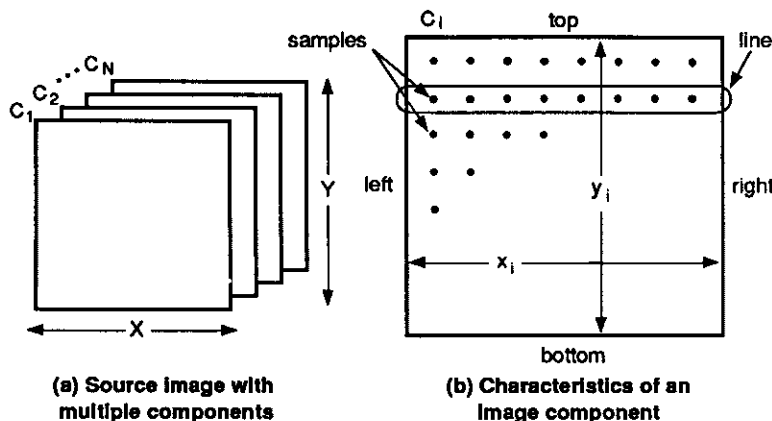 C1
C2
CN
Y
X
(a) Source image with
multiple components
Ci
top
samples
line
left
right
yi
xi
bottom
(b) Characteristics of an
image component